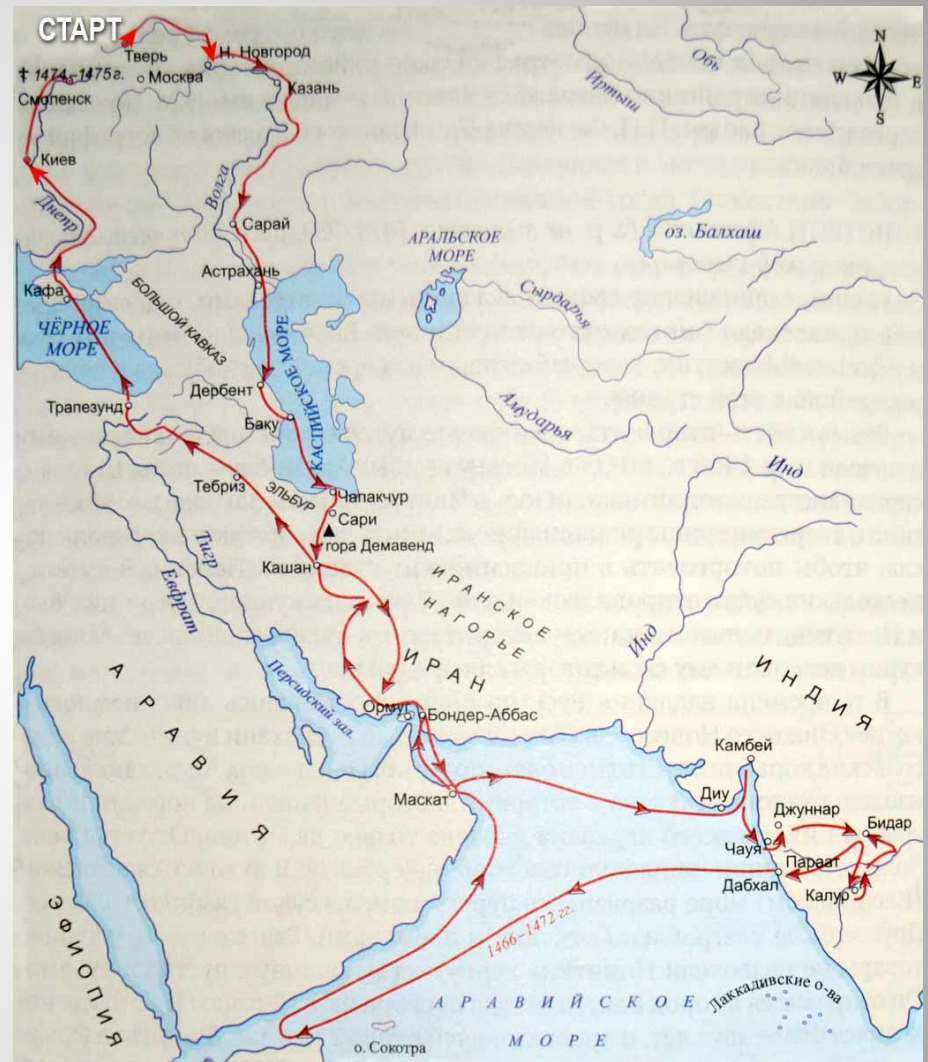 СТАРТ
Тверь
Н. Новгород
Москва
Казань
† 1474–1475г.
Смоленск
Киев
Днепр
Волга
Сарай
Астрахань
Кафа
ЧЁРНОЕ
МОРЕ
БОЛЬШОЙ КАВКАЗ
КАСПИЙСКОЕ МОРЕ
Дербент
Баку
Трапезунд
Тебриз
ЭЛЬБУР
Чапакчур
Сари
гора Демавенд
Кашан
ИРАНСКОЕ
НАГОРЬЕ
ИРАН
Тигр
Евфрат
Персидский зал.
Ормуз
Бондер-Аббас
Маскат
АРАВИЯ
ЭФИОПИЯ
Иртыш
Обь
N
W
E
S
АРАЛЬСКОЕ
МОРЕ
оз. Балхаш
Сырдарья
Амударья
Инд
Инд
ИНДИЯ
Камбей
Диу
Джуннар
Бидар
Чауя
Параат
Дабхал
Калур
1466–1472 гг.
АРАВИЙСКОЕ
МОРЕ
Лаккадивские о-ва
о. Сокотра